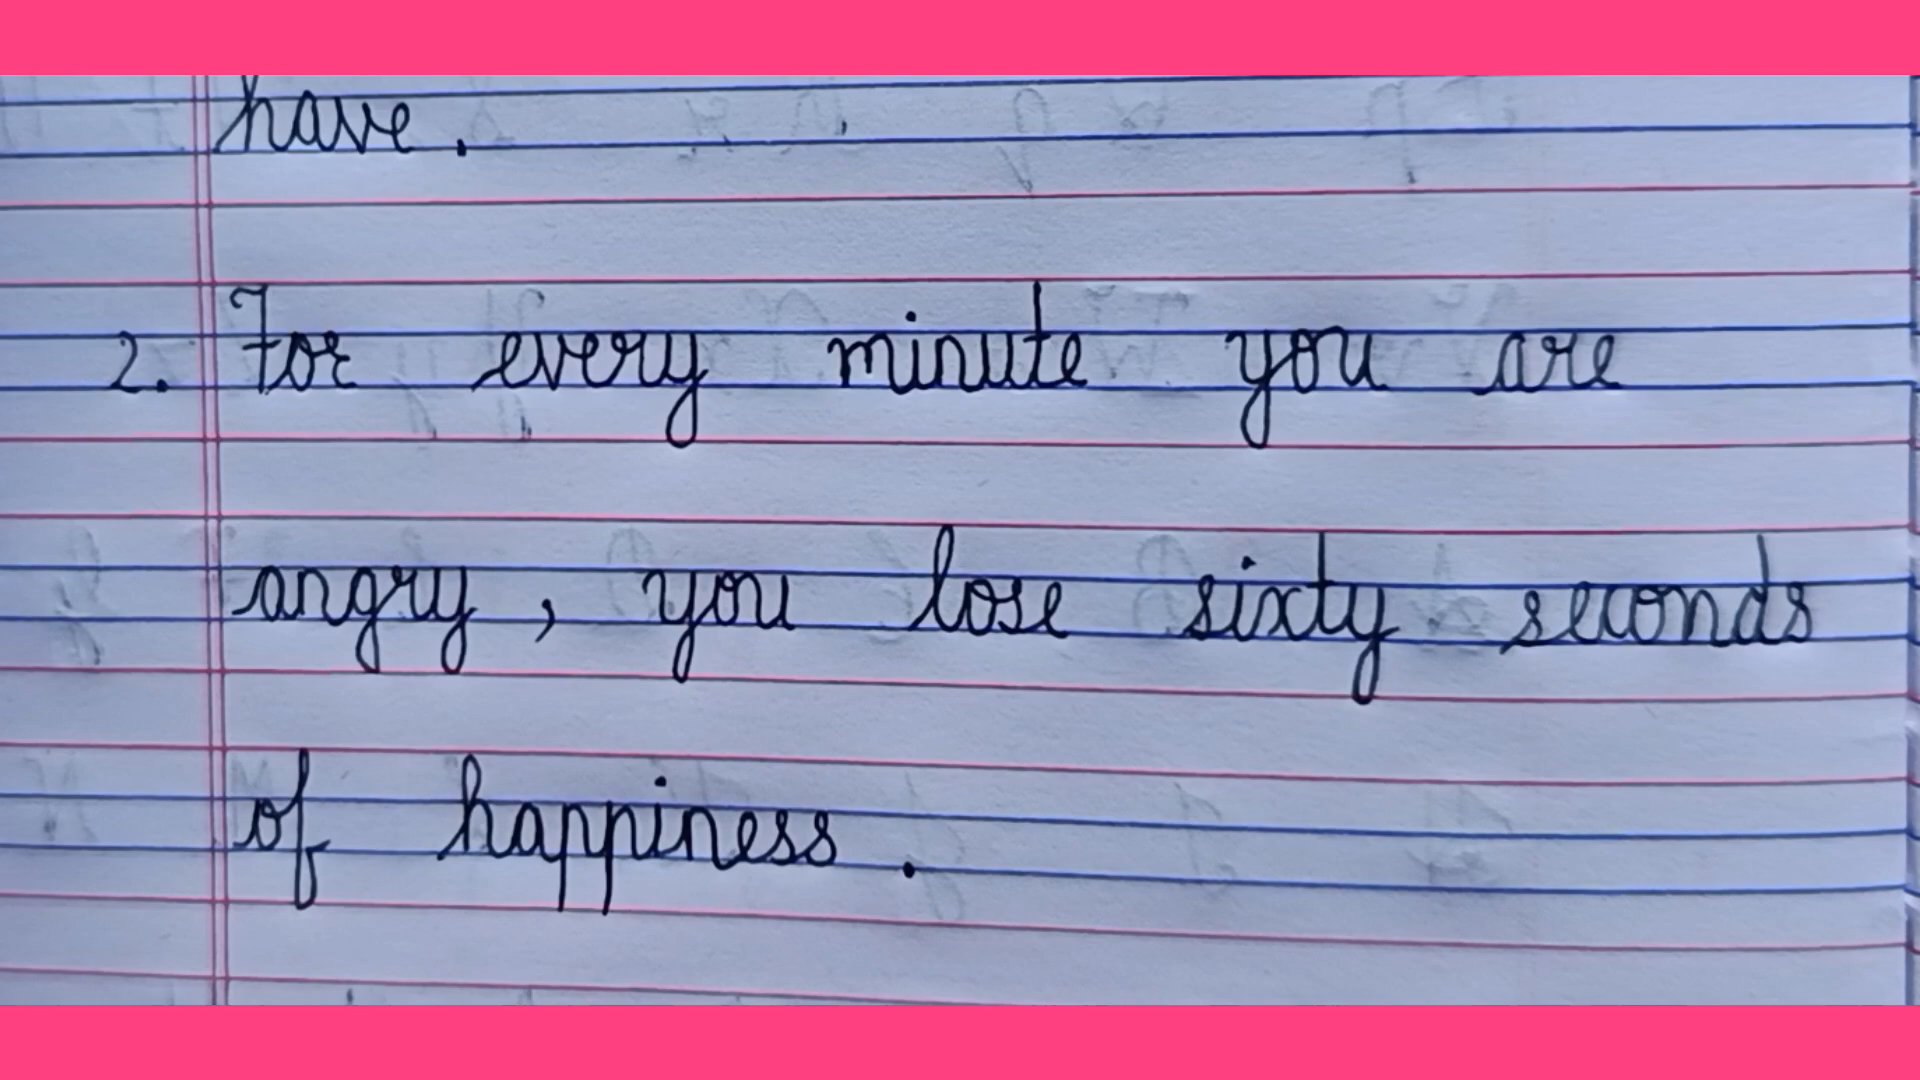 have.
2. For every minute you are
angry, you lose sixty seconds
of happiness.